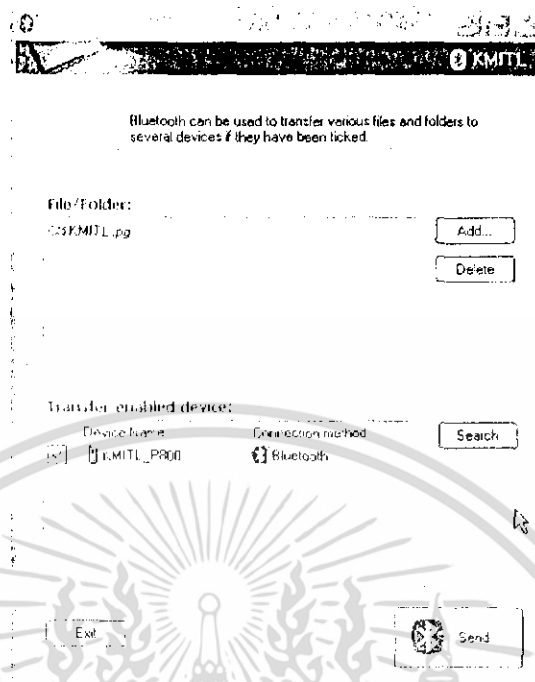 KMITL
Bluetooth can be used to transfer various files and folders to
several devices if they have been ticked.
File/Folder:
KMITL.jpg
Add...
Delete
Transfer enabled device:
Device Name Connection method
Search
KMITL_P800 Bluetooth
Exit
Send